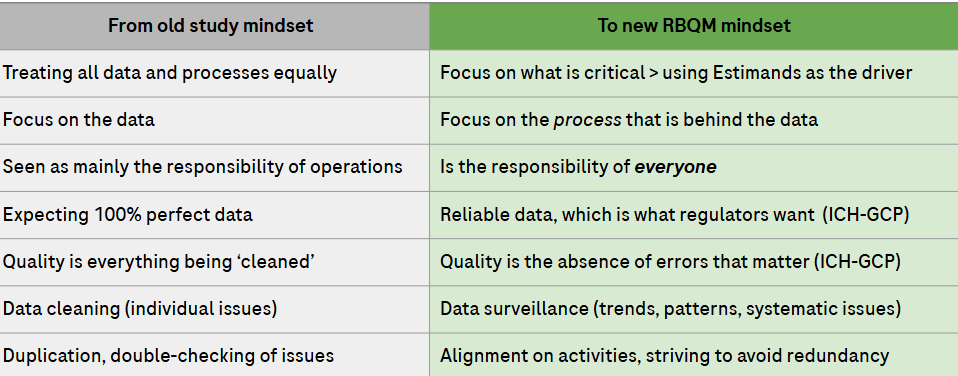 From old study mindset
To new RBQM mindset
Treating all data and processes equally
Focus on what is critical > using Estimands as the driver
Focus on the data
Focus on the process that is behind the data
Seen as mainly the responsibility of operations
Is the responsibility of everyone
Expecting 100% perfect data
Reliable data, which is what regulators want (ICH-GCP)
Quality is everything being ‘cleaned’
Quality is the absence of errors that matter (ICH-GCP)
Data cleaning (individual issues)
Data surveillance (trends, patterns, systematic issues)
Duplication, double-checking of issues
Alignment on activities, striving to avoid redundancy